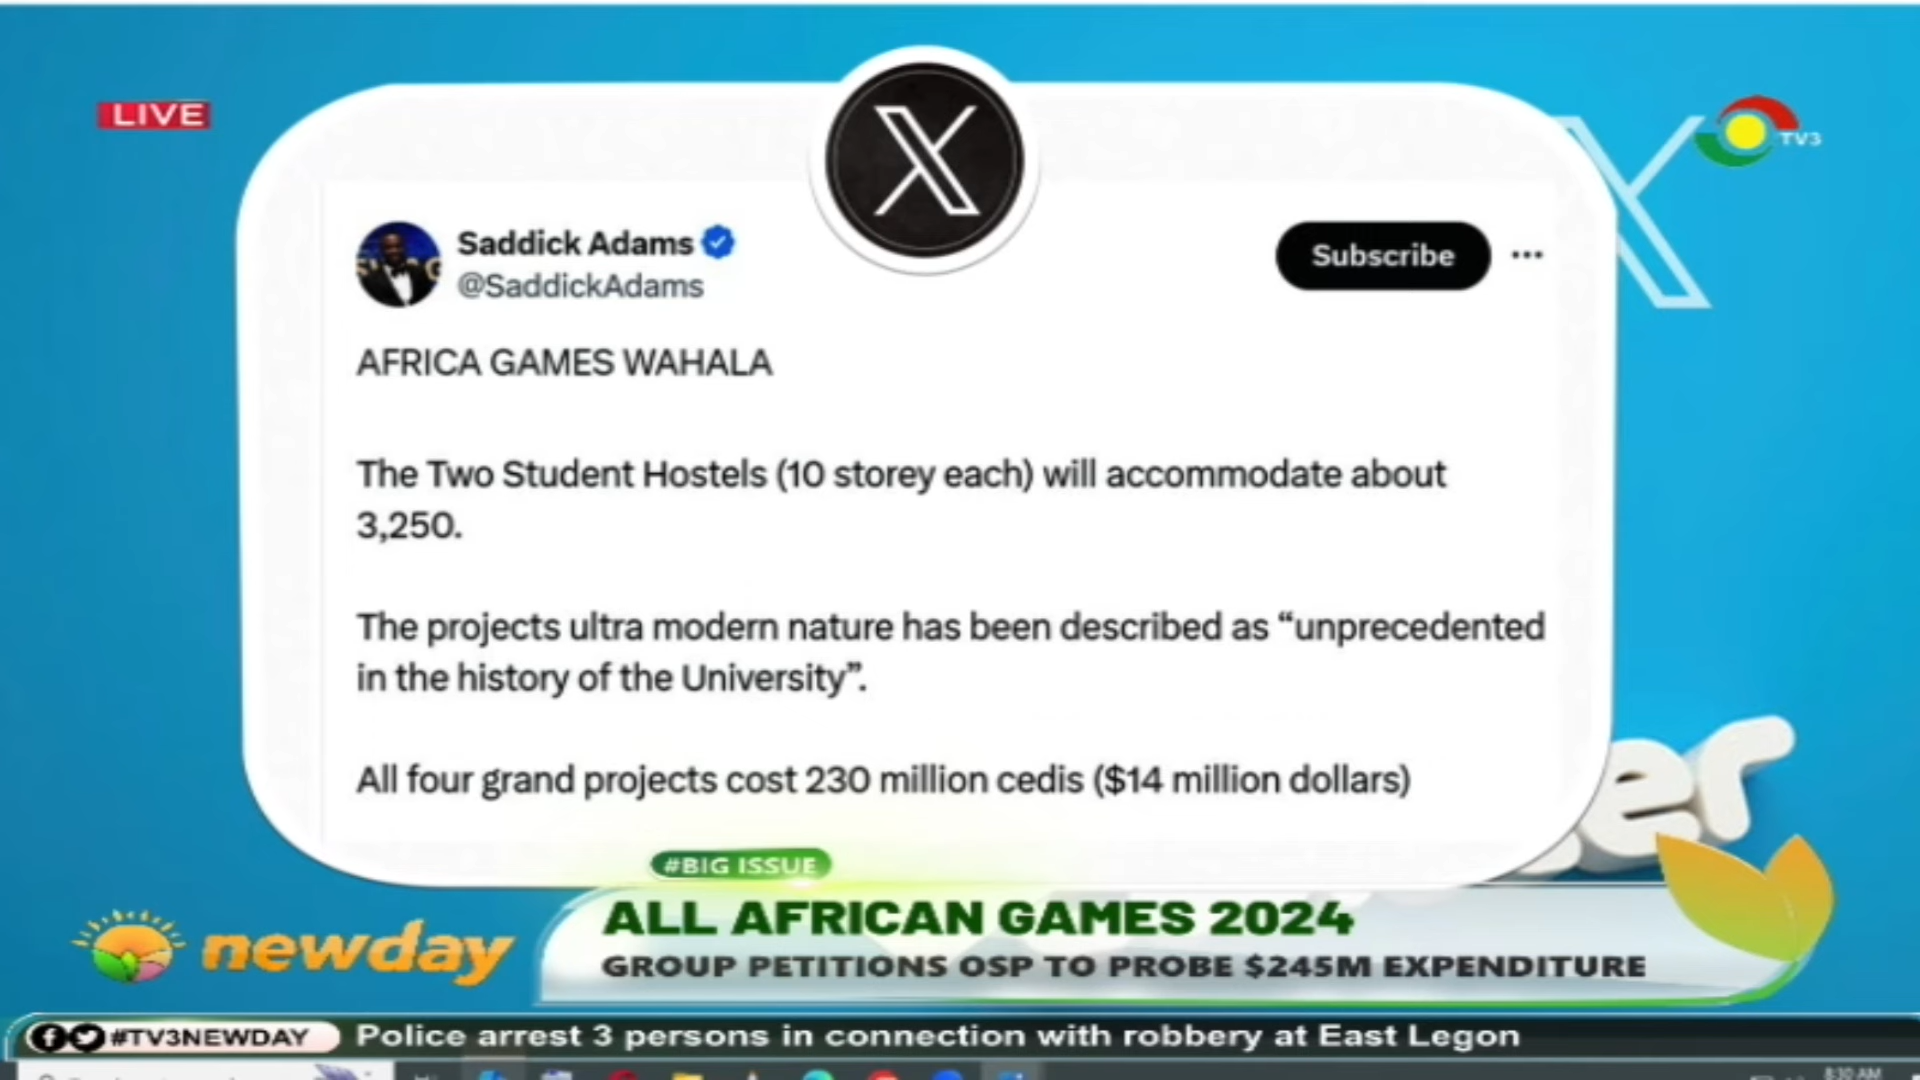 LIVE
TV3
Saddick Adams
@SaddickAdams
Subscribe
AFRICA GAMES WAHALA
The Two Student Hostels (10 storey each) will accommodate about
3,250.
The projects ultra modern nature has been described as “unprecedented
in the history of the University”.
All four grand projects cost 230 million cedis ($14 million dollars)
#BIG ISSUE
newday
ALL AFRICAN GAMES 2024
GROUP PETITIONS OSP TO PROBE $245M EXPENDITURE
#TV3NEWDAY
Police arrest 3 persons in connection with robbery at East Legon
8:30 AM